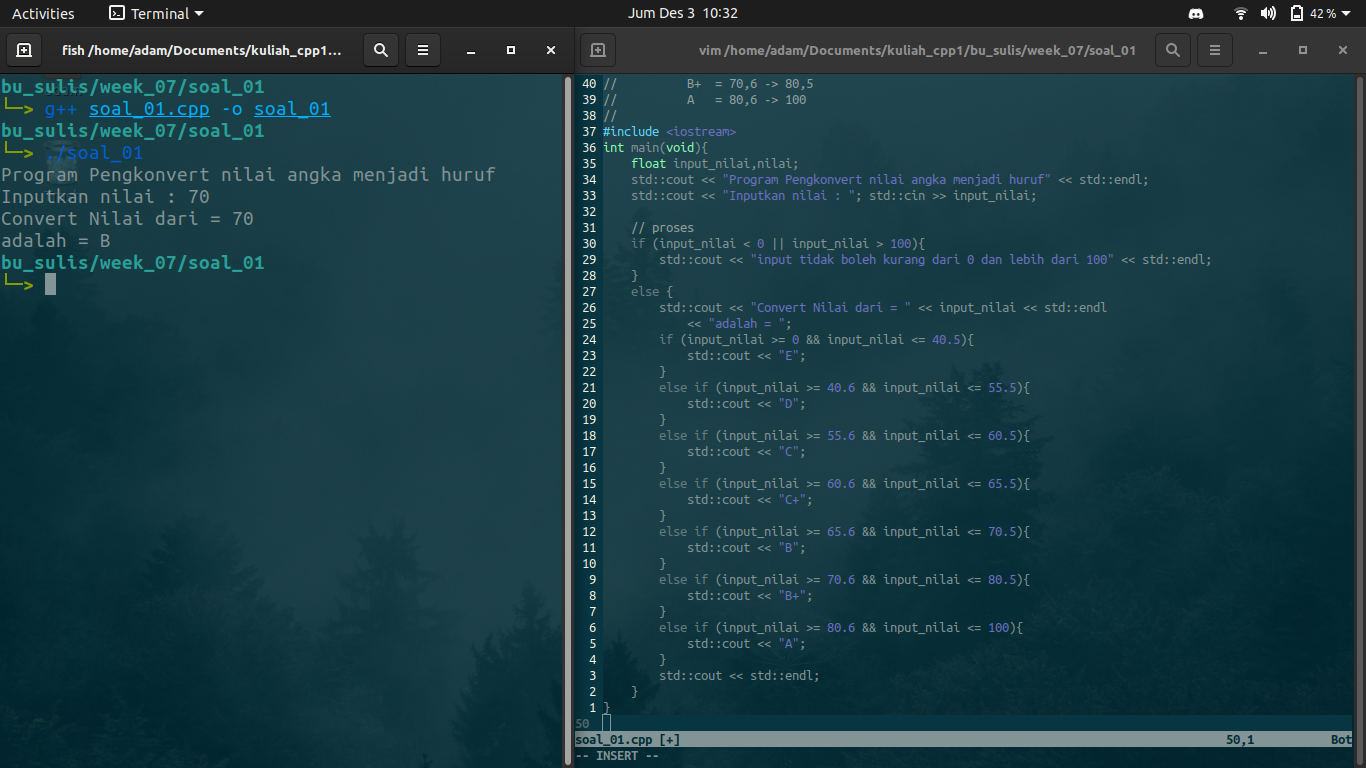 Activities Terminal Jum Des 3 10:32 42 %
fish /home/adam/Documents/kuliah_cpp1...
bu_sulis/week_07/soal_01
└─> g++ soal_01.cpp -o soal_01
bu_sulis/week_07/soal_01
└─> ./soal_01
Program Pengkonvert nilai angka menjadi huruf
Inputkan nilai : 70
Convert Nilai dari = 70
adalah = B
bu_sulis/week_07/soal_01
└─>
vim /home/adam/Documents/kuliah_cpp1/bu_sulis/week_07/soal_01
40 //          B+  = 70,6 -> 80,5
39 //          A   = 80,6 -> 100
38 //
37 #include <iostream>
36 int main(void){
35     float input_nilai,nilai;
34     std::cout << "Program Pengkonvert nilai angka menjadi huruf" << std::endl;
33     std::cout << "Inputkan nilai : "; std::cin >> input_nilai;
32
31     // proses
30     if (input_nilai < 0 || input_nilai > 100){
29         std::cout << "input tidak boleh kurang dari 0 dan lebih dari 100" << std::endl;
28     }
27     else {
26         std::cout << "Convert Nilai dari = " << input_nilai << std::endl
25             << "adalah = ";
24         if (input_nilai >= 0 && input_nilai <= 40.5){
23             std::cout << "E";
22         }
21         else if (input_nilai >= 40.6 && input_nilai <= 55.5){
20             std::cout << "D";
19         }
18         else if (input_nilai >= 55.6 && input_nilai <= 60.5){
17             std::cout << "C";
16         }
15         else if (input_nilai >= 60.6 && input_nilai <= 65.5){
14             std::cout << "C+";
13         }
12         else if (input_nilai >= 65.6 && input_nilai <= 70.5){
11             std::cout << "B";
10         }
9         else if (input_nilai >= 70.6 && input_nilai <= 80.5){
8             std::cout << "B+";
7         }
6         else if (input_nilai >= 80.6 && input_nilai <= 100){
5             std::cout << "A";
4         }
3         std::cout << std::endl;
2     }
1 }
50
soal_01.cpp [+] 50,1 Bot
-- INSERT --